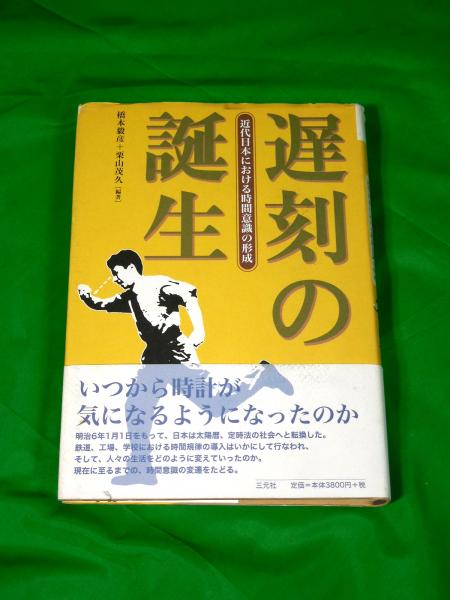 遅刻の
誕生
近代日本における時間意識の形成
橋本毅彦＋栗山茂久［編著］
いつから時計が
気になるようになったのか
明治6年1月1日をもって、日本は太陽暦、定時法の社会へと転換した。
鉄道、工場、学校における時間規律の導入はいかにして行なわれ、
そして、人々の生活をどのように変えていったのか。
現在に至るまでの、時間意識の変遷をたどる。
三元社　定価=本体3800円+税